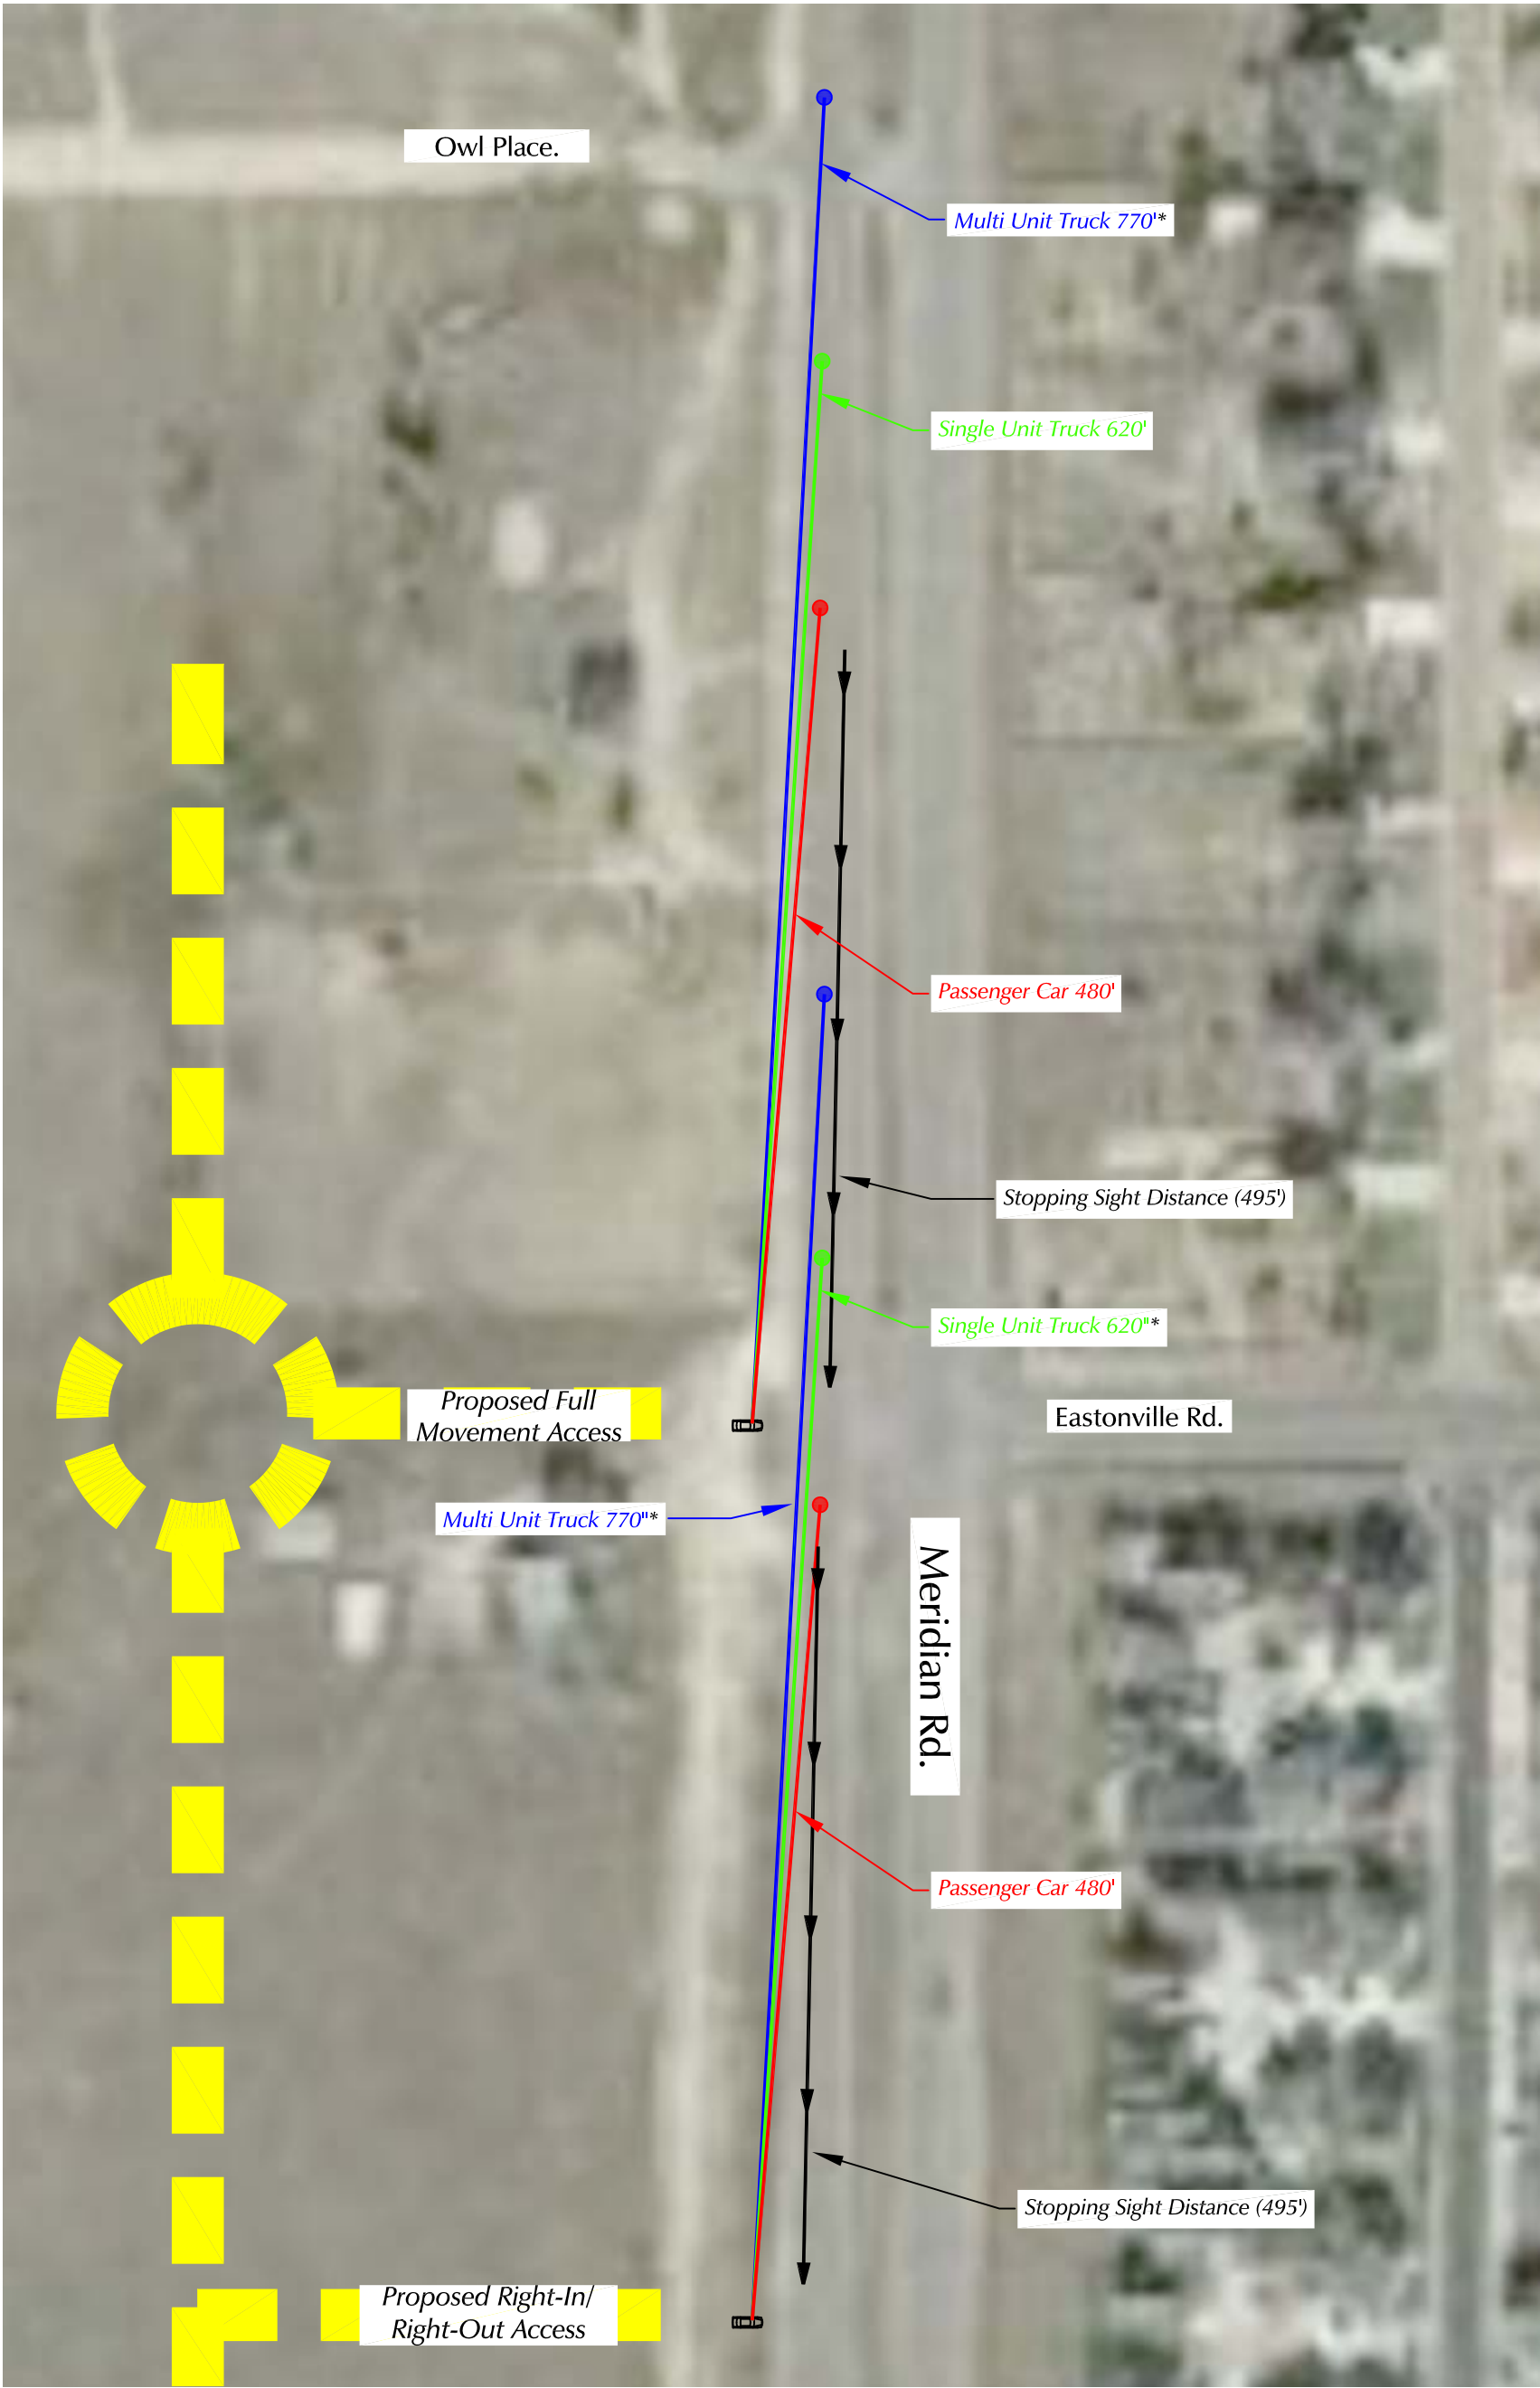 Owl Place.
Multi Unit Truck 770'*
Single Unit Truck 620'
Passenger Car 480'
Stopping Sight Distance (495')
Single Unit Truck 620"*
Proposed Full
Movement Access
Eastonville Rd.
Multi Unit Truck 770"*
Meridian Rd.
Passenger Car 480'
Stopping Sight Distance (495')
Proposed Right-In/
Right-Out Access